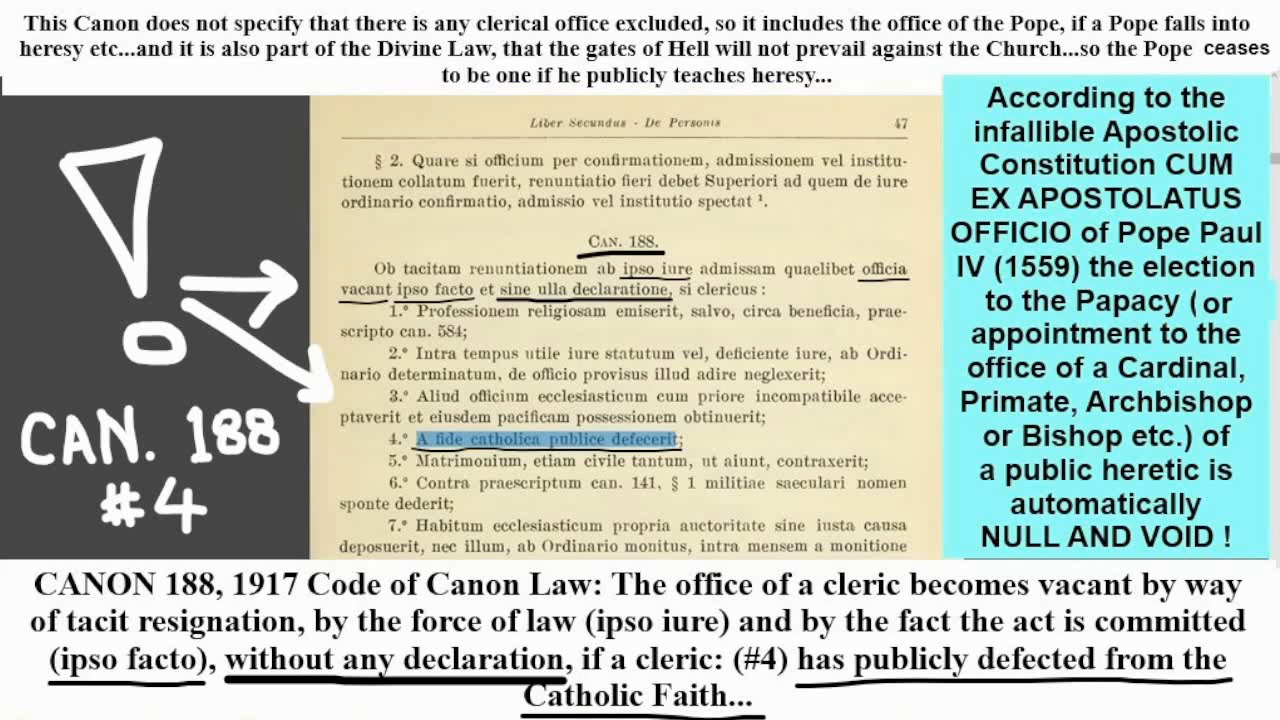 This Canon does not specify that there is any clerical office excluded, so it includes the office of the Pope, if a Pope falls into
heresy etc...and it is also part of the Divine Law, that the gates of Hell will not prevail against the Church...so the Pope ceases
to be one if he publicly teaches heresy...
CAN. 188
#4
Liber Secundus - De Personis 47
§ 2. Quare si officium per confirmationem, admissionem vel institu-
tionem collatum fuerit, renuntiatio fieri debet Superiori ad quem de iure
ordinario confirmatio, admissio vel institutio spectat ¹.
CAN. 188.
Ob tacitam renuntiationem ab ipso iure admissam quaelibet officia
vacant ipso facto et sine ulla declaratione, si clericus :
1.° Professionem religiosam emiserit, salvo, circa beneficia, prae-
scripto can. 584;
2.° Intra tempus utile iure statutum vel, deficiente iure, ab Ordi-
nario determinatum, de officio provisus illud adire neglexerit;
3.° Aliud officium ecclesiasticum cum priore incompatibile acce-
ptaverit et eiusdem pacificam possessionem obtinuerit;
4.° A fide catholica publice defecerit;
5.° Matrimonium, etiam civile tantum, ut aiunt, contraxerit;
6.° Contra praescriptum can. 141, § 1 militiae saeculari nomen
sponte dederit;
7.° Habitum ecclesiasticum propria auctoritate sine iusta causa
deposuerit, nec illum, ab Ordinario monitus, intra mensem a monitione
According to the
infallible Apostolic
Constitution CUM
EX APOSTOLATUS
OFFICIO of Pope Paul
IV (1559) the election
to the Papacy (or
appointment to the
office of a Cardinal,
Primate, Archbishop
or Bishop etc.) of
a public heretic is
automatically
NULL AND VOID !
CANON 188, 1917 Code of Canon Law: The office of a cleric becomes vacant by way
of tacit resignation, by the force of law (ipso iure) and by the fact the act is committed
(ipso facto), without any declaration, if a cleric: (#4) has publicly defected from the
Catholic Faith...